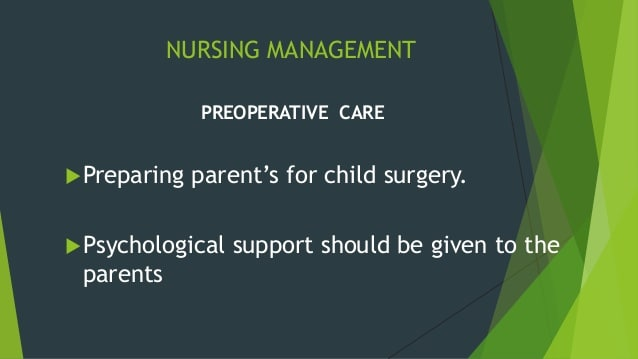 NURSING MANAGEMENT
PREOPERATIVE CARE
Preparing parent’s for child surgery.
Psychological support should be given to the
parents